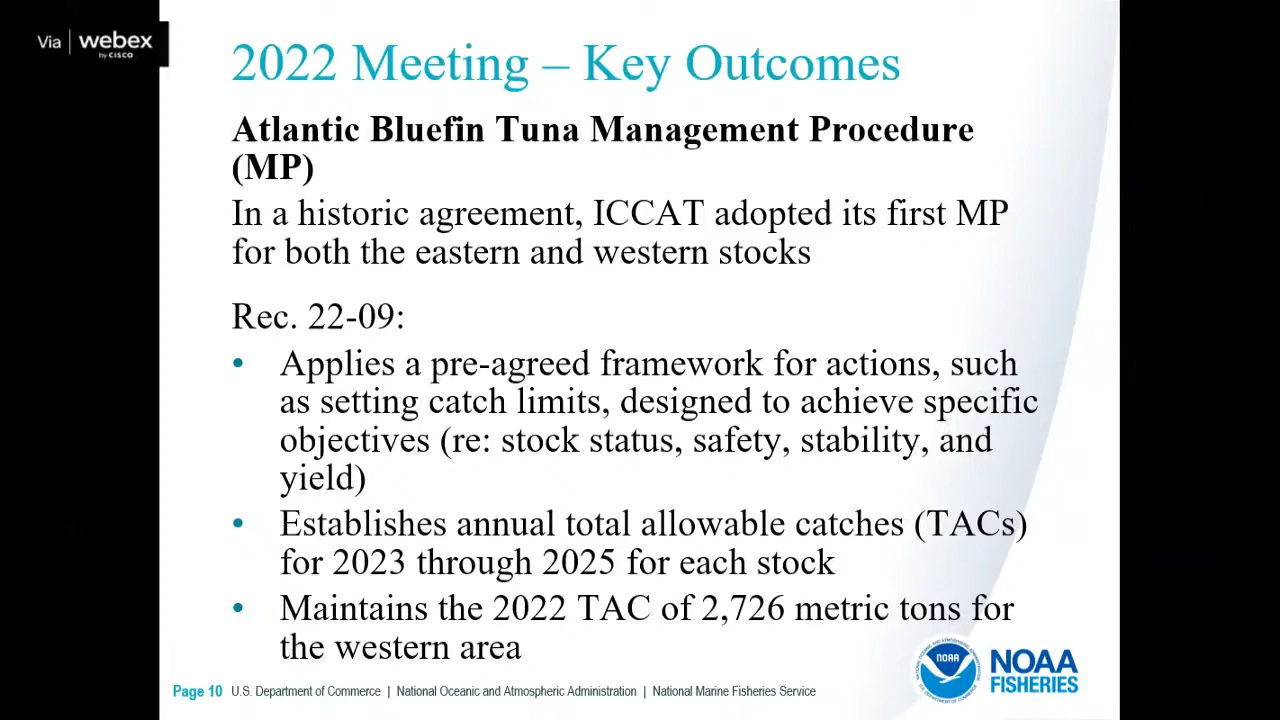 Via | webex
by CISCO
2022 Meeting – Key Outcomes
Atlantic Bluefin Tuna Management Procedure
(MP)
In a historic agreement, ICCAT adopted its first MP
for both the eastern and western stocks
Rec. 22-09:
• Applies a pre-agreed framework for actions, such
as setting catch limits, designed to achieve specific
objectives (re: stock status, safety, stability, and
yield)
• Establishes annual total allowable catches (TACs)
for 2023 through 2025 for each stock
• Maintains the 2022 TAC of 2,726 metric tons for
the western area
NOAA
NOAA
FISHERIES
Page 10 U.S. Department of Commerce | National Oceanic and Atmospheric Administration | National Marine Fisheries Service